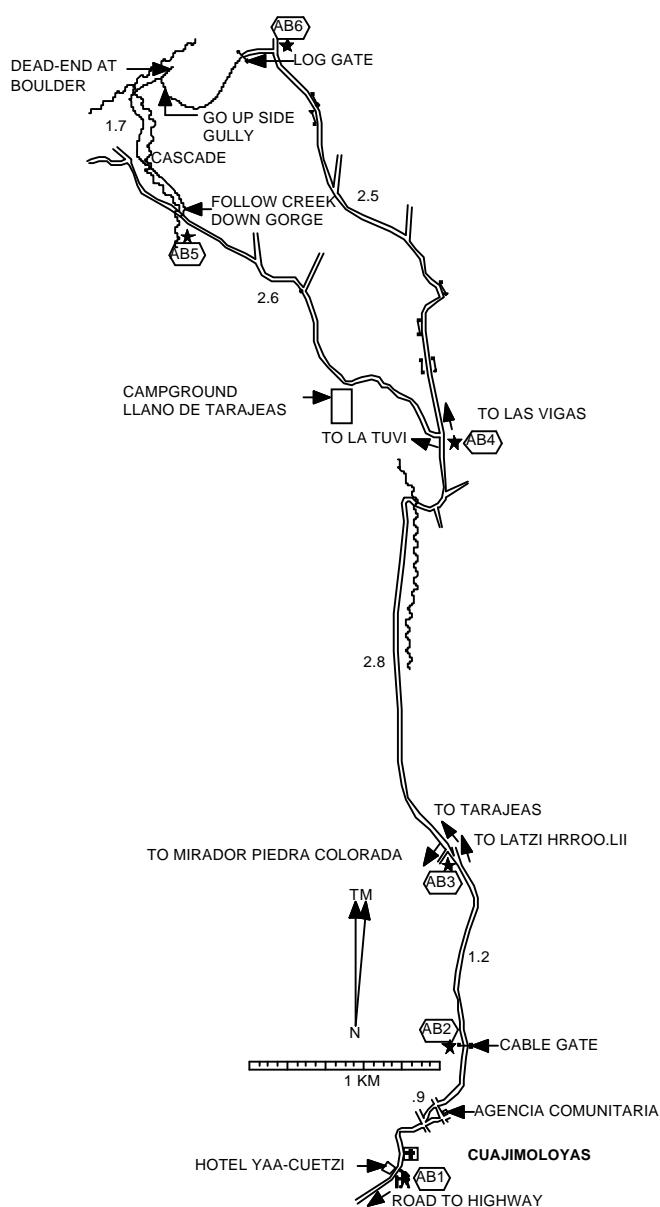 AB6
DEAD-END AT
BOULDER
LOG GATE
GO UP SIDE
GULLY
1.7
CASCADE
2.5
FOLLOW CREEK
DOWN GORGE
AB5
2.6
CAMPGROUND
LLANO DE TARAJEAS
TO LAS VIGAS
TO LA TUVI
AB4
2.8
TO TARAJEAS
TO LATZI HRROO.LII
TO MIRADOR PIEDRA COLORADA
AB3
TM
1.2
N
AB2
CABLE GATE
1 KM
.9
AGENCIA COMUNITARIA
CUAJIMOLOYAS
HOTEL YAA-CUETZI
AB1
ROAD TO HIGHWAY